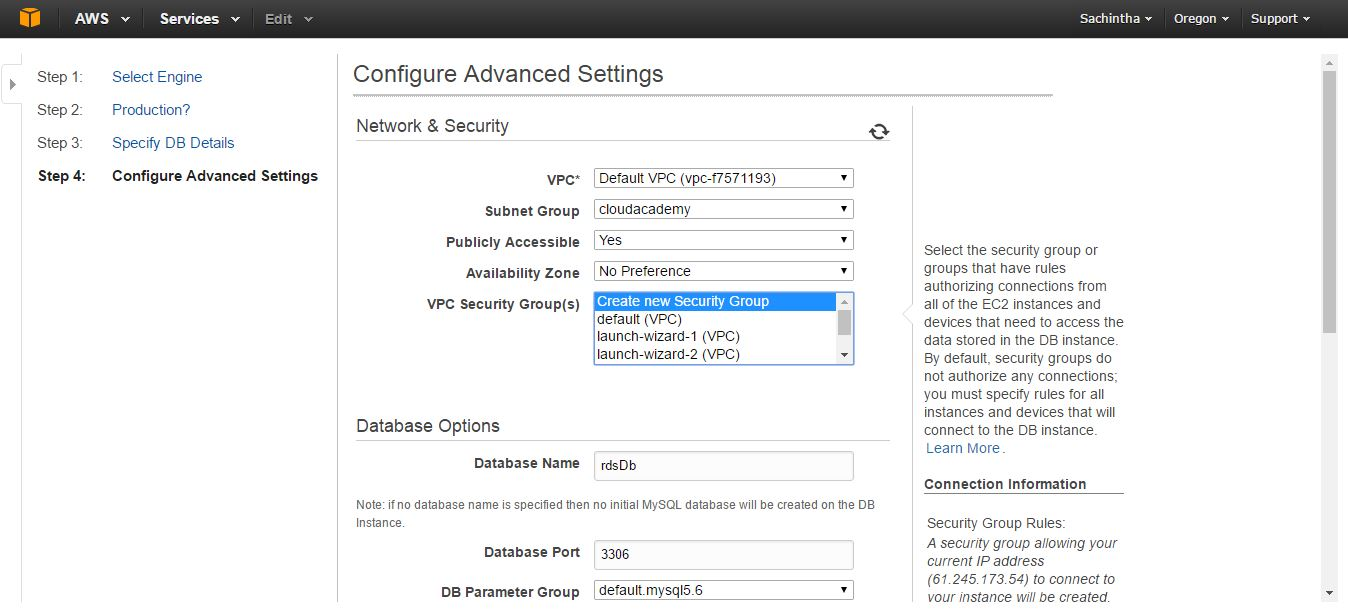 AWS Services Edit Sachintha Oregon Support
Step 1: Select Engine
Step 2: Production?
Step 3: Specify DB Details
Step 4: Configure Advanced Settings
Configure Advanced Settings
Network & Security
VPC* Default VPC (vpc-f7571193)
Subnet Group cloudacademy
Publicly Accessible Yes
Availability Zone No Preference
VPC Security Group(s) Create new Security Group
default (VPC)
launch-wizard-1 (VPC)
launch-wizard-2 (VPC)
Database Options
Database Name rdsDb
Note: if no database name is specified then no initial MySQL database will be created on the DB
Instance.
Database Port 3306
DB Parameter Group default.mysql5.6
Select the security group or
groups that have rules
authorizing connections from
all of the EC2 instances and
devices that need to access the
data stored in the DB instance.
By default, security groups do
not authorize any connections;
you must specify rules for all
instances and devices that will
connect to the DB instance.
Learn More.
Connection Information
Security Group Rules:
A security group allowing your
current IP address
(61.245.173.54) to connect to
your instance will be created.